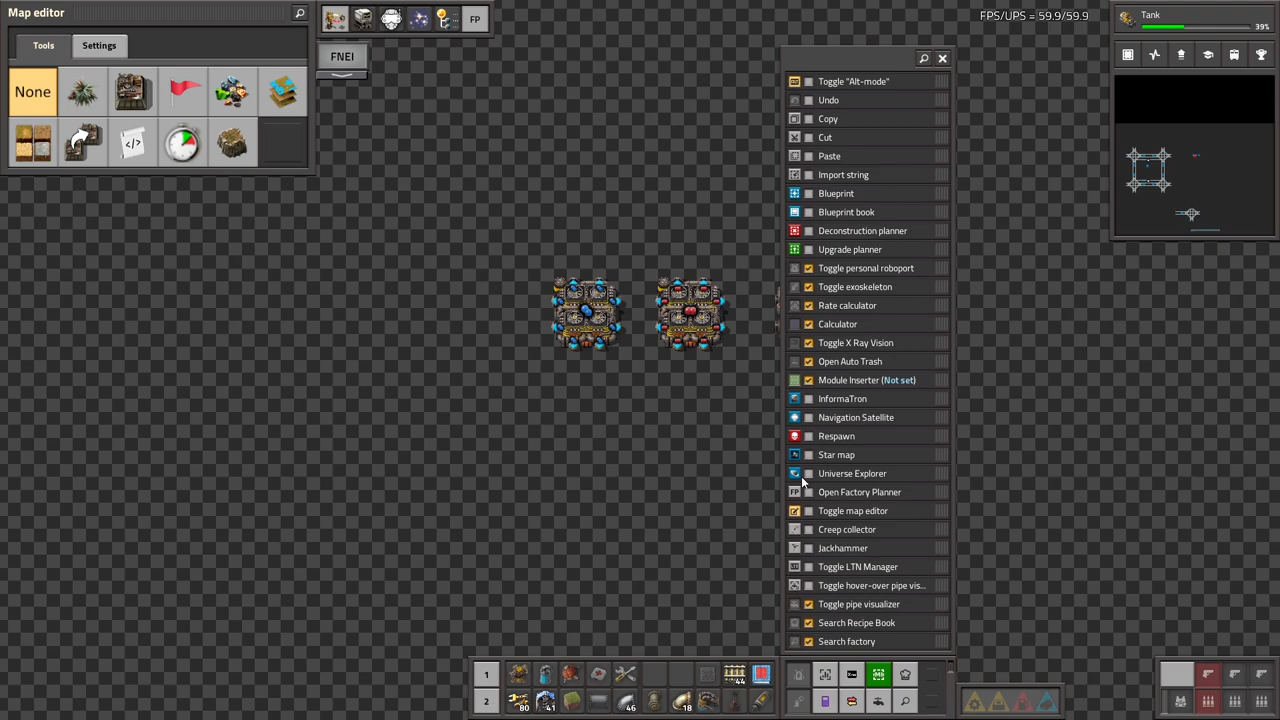 Map editor
Tools
Settings
None
FP
FNEI
FPS/UPS = 59.9/59.9
Tank
39%
Toggle "Alt-mode"
Undo
Copy
Cut
Paste
Import string
Blueprint
Blueprint book
Deconstruction planner
Upgrade planner
Toggle personal roboport
Toggle exoskeleton
Rate calculator
Calculator
Toggle X Ray Vision
Open Auto Trash
Module Inserter (Not set)
InformaTron
Navigation Satellite
Respawn
Star map
Universe Explorer
FP Open Factory Planner
Toggle map editor
Creep collector
Jackhammer
Toggle LTN Manager
Toggle hover-over pipe vis...
Toggle pipe visualizer
Search Recipe Book
Search factory
1
44
2
80
41
46
18